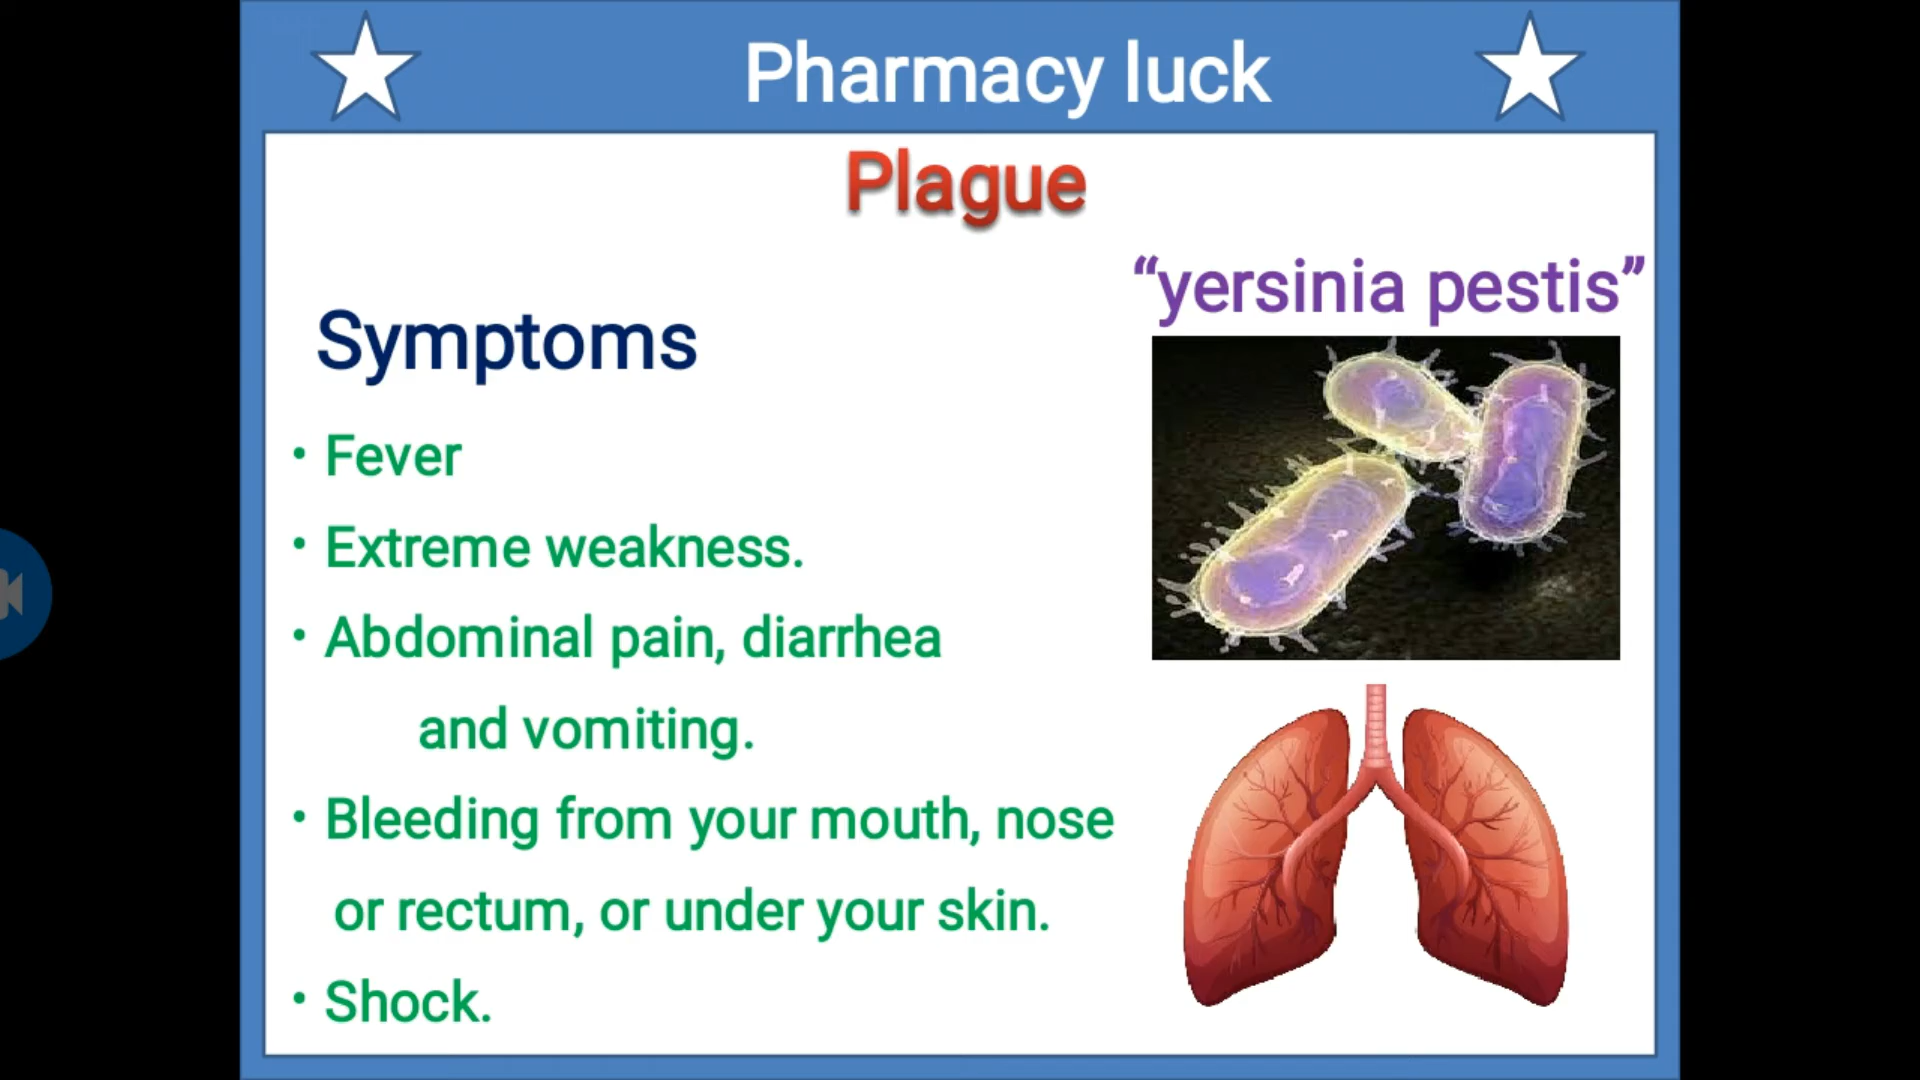 Pharmacy luck
Plague
“yersinia pestis”
Symptoms
• Fever
• Extreme weakness.
• Abdominal pain, diarrhea
and vomiting.
• Bleeding from your mouth, nose
or rectum, or under your skin.
• Shock.